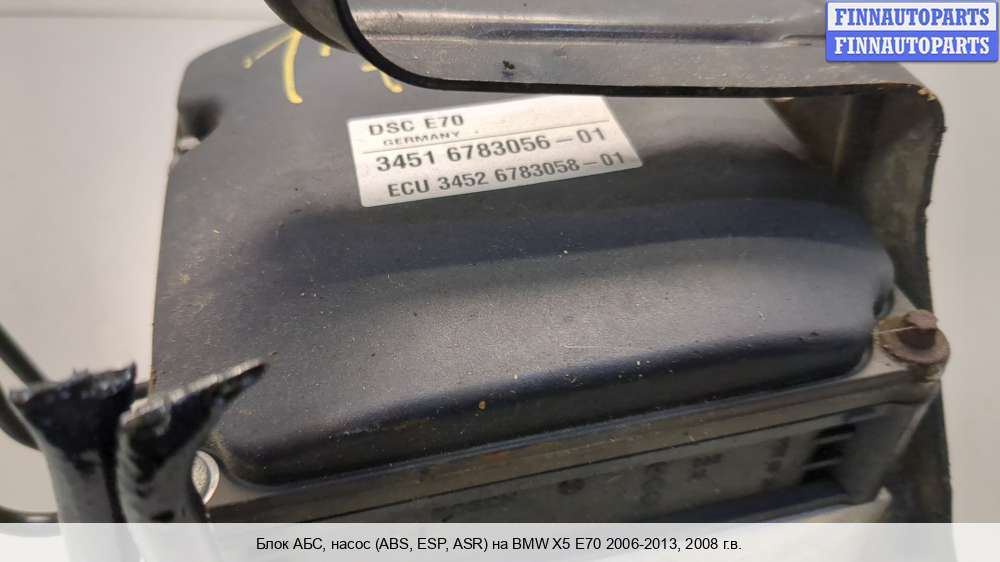 FINNAUTOPARTS
FINNAUTOPARTS
DSC E70
GERMANY
3451 6783056-01
ECU 3452 6783058-01
Блок АБС, насос (ABS, ESP, ASR) на BMW X5 E70 2006-2013, 2008 г.в.